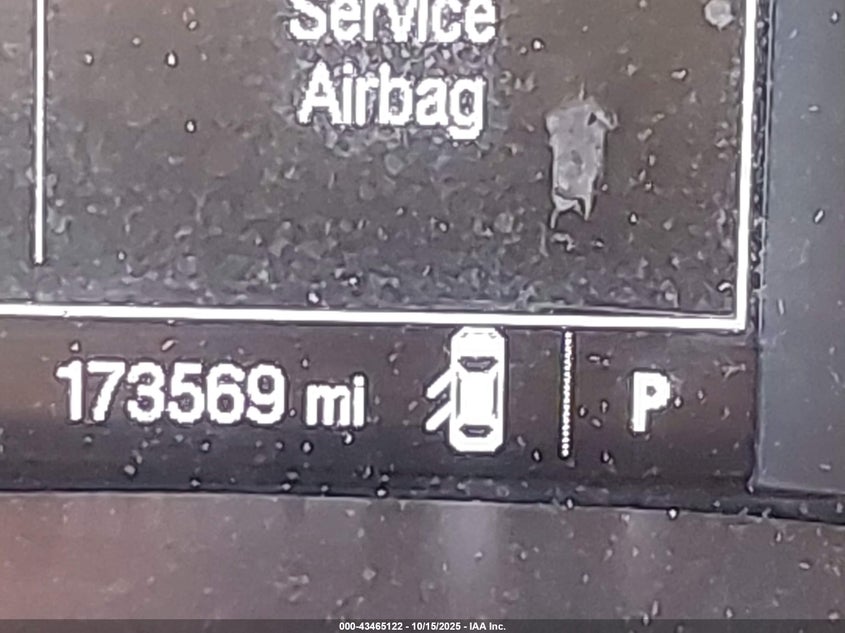 Service
Airbag
173569 mi P
000-43465122 - 10/15/2025 - IAA Inc.